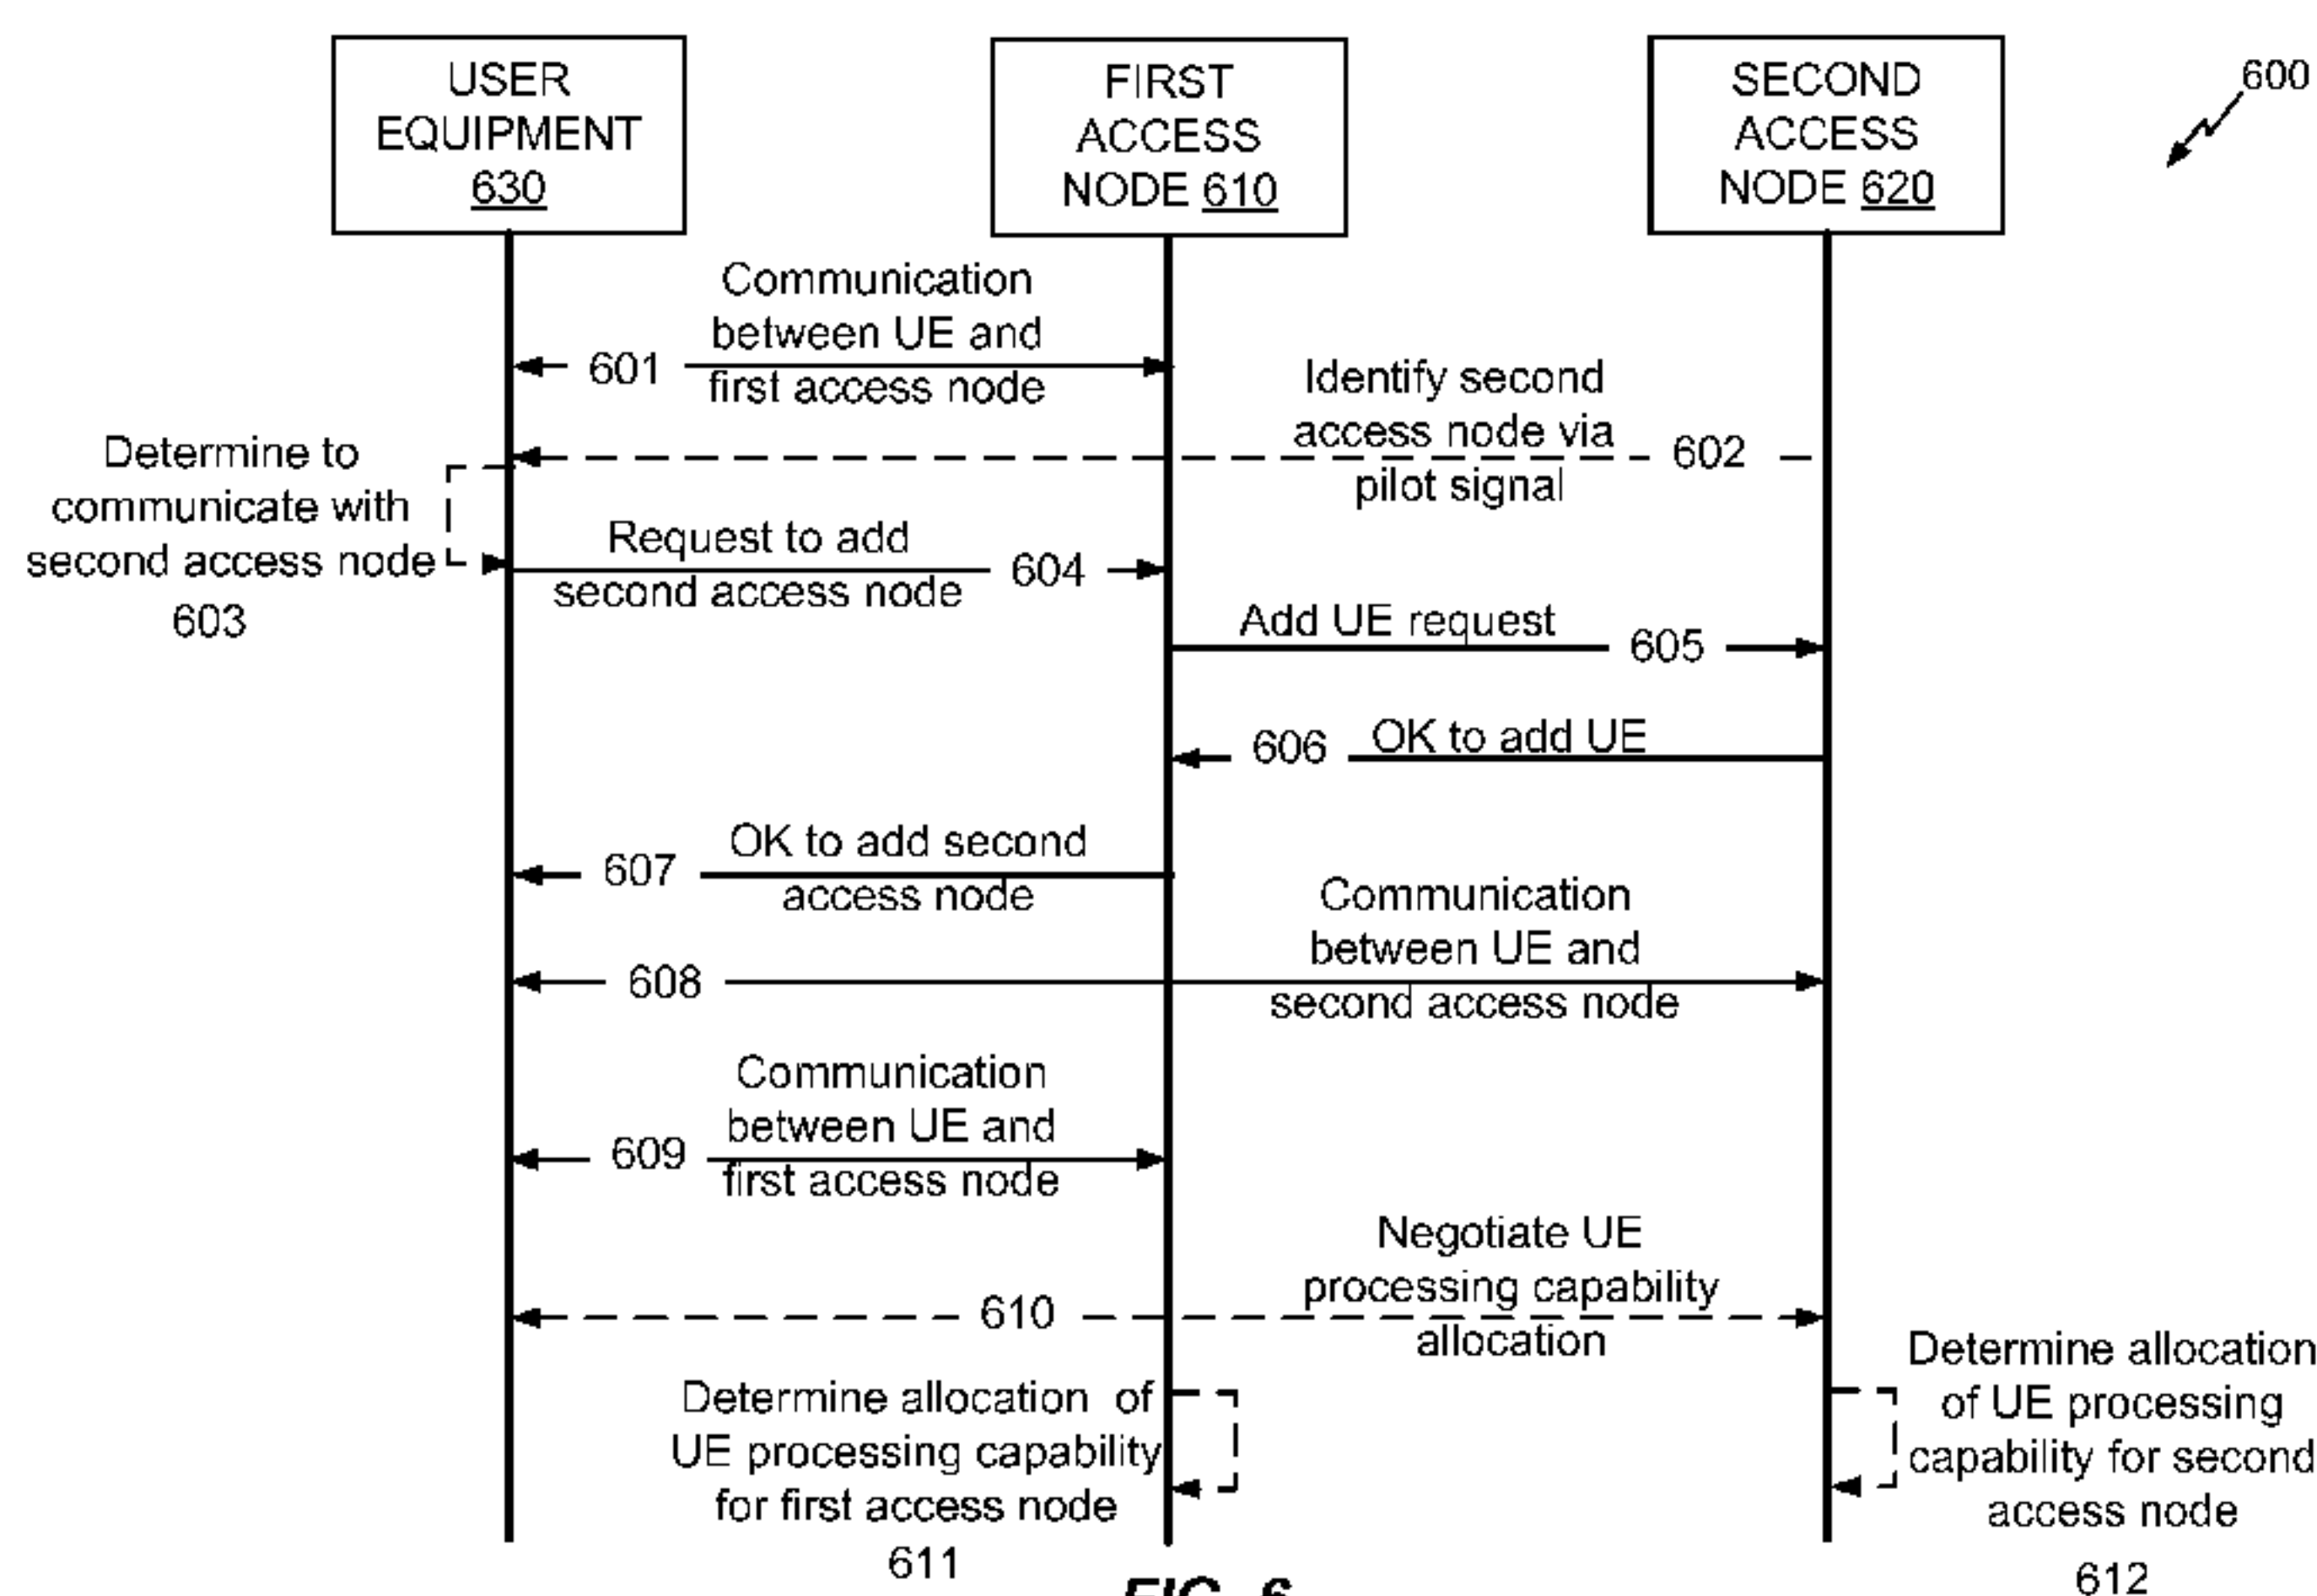 USER
EQUIPMENT
630
FIRST
ACCESS
NODE 610
SECOND
ACCESS
NODE 620
600
Communication
between UE and
601
first access node
Identify second
access node via
602
pilot signal
Determine to
communicate with
second access node
603
Request to add
604
second access node
Add UE request
605
606
OK to add UE
OK to add second
607
access node
Communication
between UE and
608
second access node
Communication
between UE and
609
first access node
Negotiate UE
processing capability
610
allocation
Determine allocation of
UE processing capability
for first access node
611
Determine allocation
of UE processing
capability for second
access node
612
FIG. 6